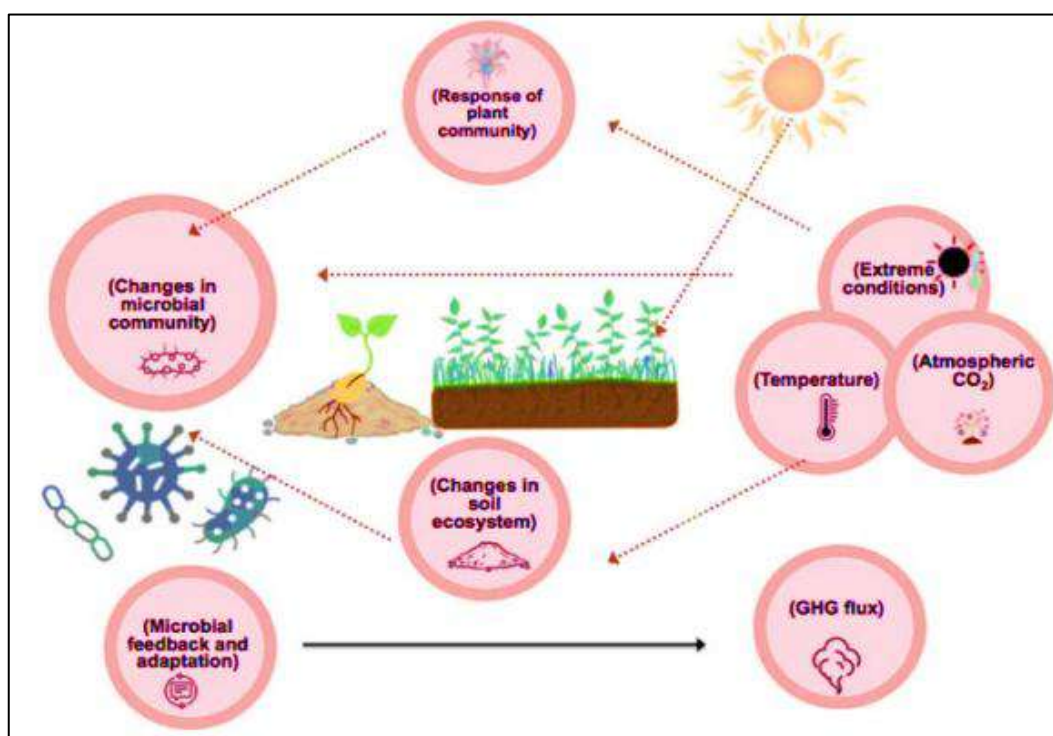 (Response of
plant
community)
(Changes in
microbial
community)
(Extreme
conditions)
(Temperature)
(Atmospheric
CO₂)
(Changes in
soil
ecosystem)
(Microbial
feedback and
adaptation)
(GHG flux)